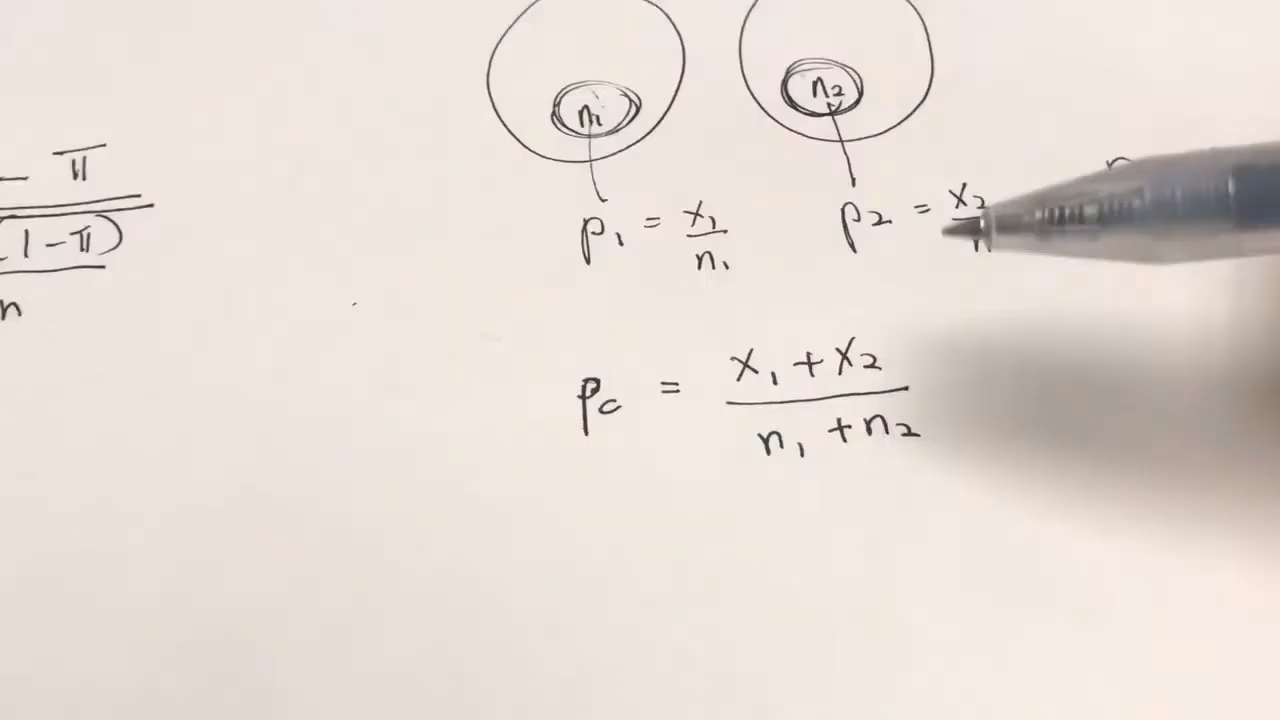 n₁ n₂
p₁ = x₁/n₁ p₂ = x₂/n
pc = (x₁ + x₂)/(n₁ + n₂)
– π
(1 – π)
n